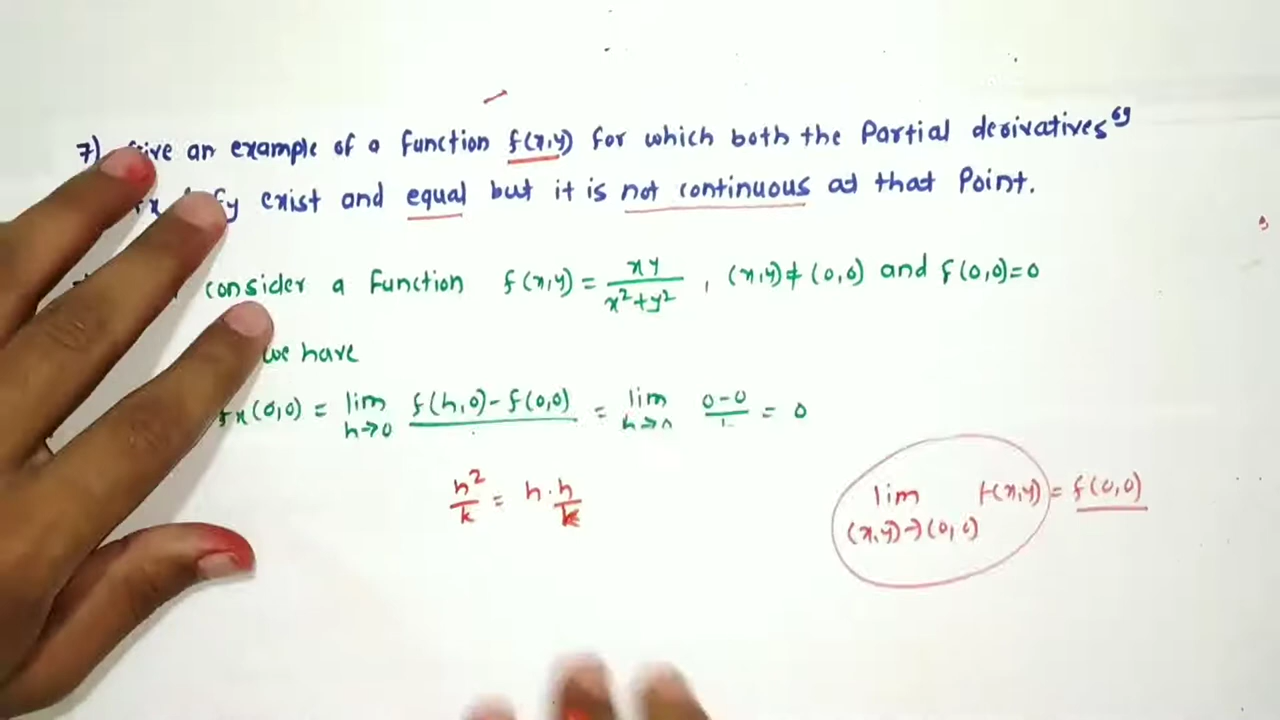 7) Give an example of a function f(x,y) for which both the Partial derivatives
fx fy exist and equal but it is not continuous at that Point.
consider a function f(x,y) = xy / x²+y² , (x,y) ≠ (0,0) and f(0,0)=0
we have
fx(0,0) = lim h→0 f(h,0)-f(0,0) = lim h→0 0-0 / h = 0
h²/k = h·h/k
lim (x,y)→(0,0) f(x,y) = f(0,0)